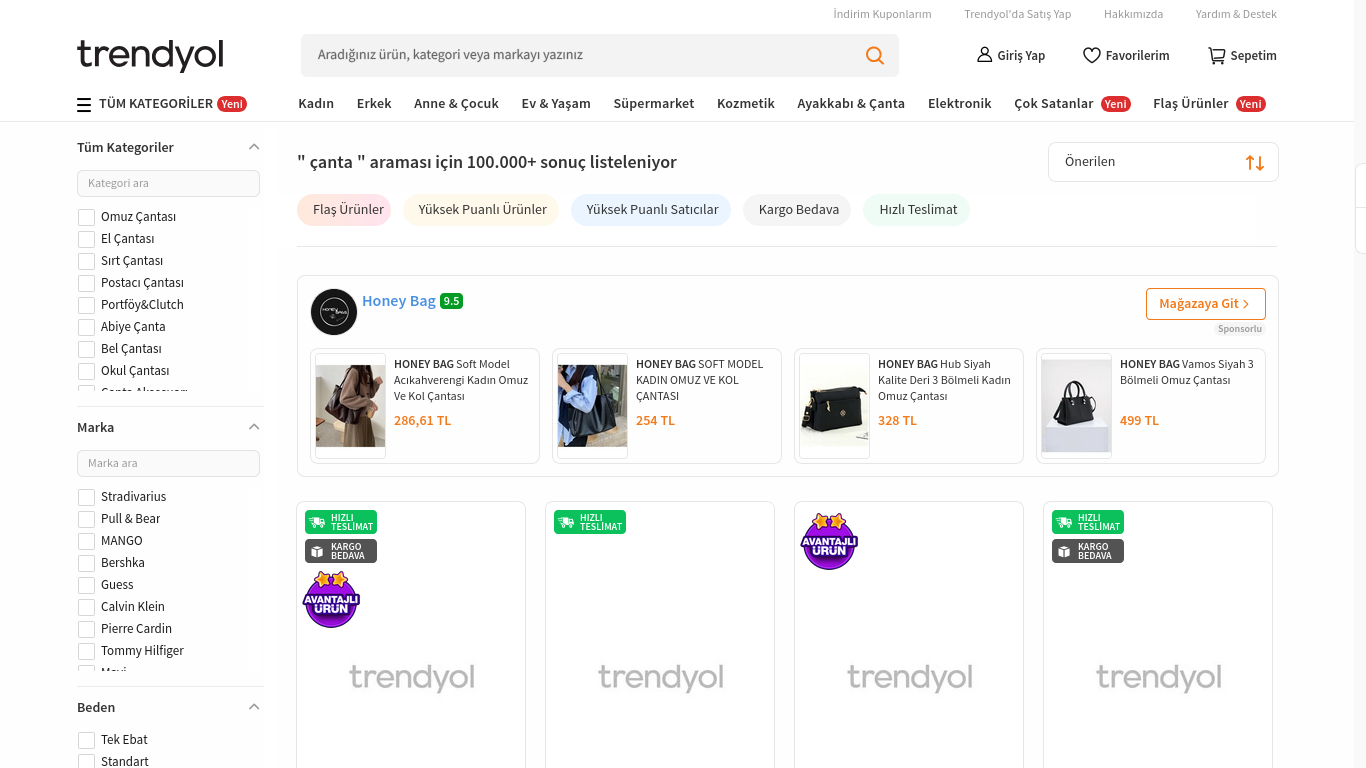 İndirim Kuponlarım Trendyol'da Satış Yap Hakkımızda Yardım & Destek
trendyol
Aradığınız ürün, kategori veya markayı yazınız
Giriş Yap Favorilerim Sepetim
TÜM KATEGORİLER Yeni Kadın Erkek Anne & Çocuk Ev & Yaşam Süpermarket Kozmetik Ayakkabı & Çanta Elektronik Çok Satanlar Yeni Flaş Ürünler Yeni
Tüm Kategoriler
Kategori ara
Omuz Çantası
El Çantası
Sırt Çantası
Postacı Çantası
Portföy&Clutch
Abiye Çanta
Bel Çantası
Okul Çantası
Marka
Marka ara
Stradivarius
Pull & Bear
MANGO
Bershka
Guess
Calvin Klein
Pierre Cardin
Tommy Hilfiger
Mavi
Beden
Tek Ebat
Standart
" çanta " araması için 100.000+ sonuç listeleniyor
Önerilen
Flaş Ürünler Yüksek Puanlı Ürünler Yüksek Puanlı Satıcılar Kargo Bedava Hızlı Teslimat
HONEY BAG
Honey Bag 9.5
Mağazaya Git
Sponsorlu
HONEY BAG Soft Model
Acıkahverengi Kadın Omuz
Ve Kol Çantası
286,61 TL
HONEY BAG SOFT MODEL
KADIN OMUZ VE KOL
ÇANTASI
254 TL
HONEY BAG Hub Siyah
Kalite Deri 3 Bölmeli Kadın
Omuz Çantası
328 TL
HONEY BAG Vamos Siyah 3
Bölmeli Omuz Çantası
499 TL
HIZLI
TESLİMAT
KARGO
BEDAVA
AVANTAJLI
ÜRÜN
trendyol
HIZLI
TESLİMAT
trendyol
AVANTAJLI
ÜRÜN
trendyol
HIZLI
TESLİMAT
KARGO
BEDAVA
trendyol